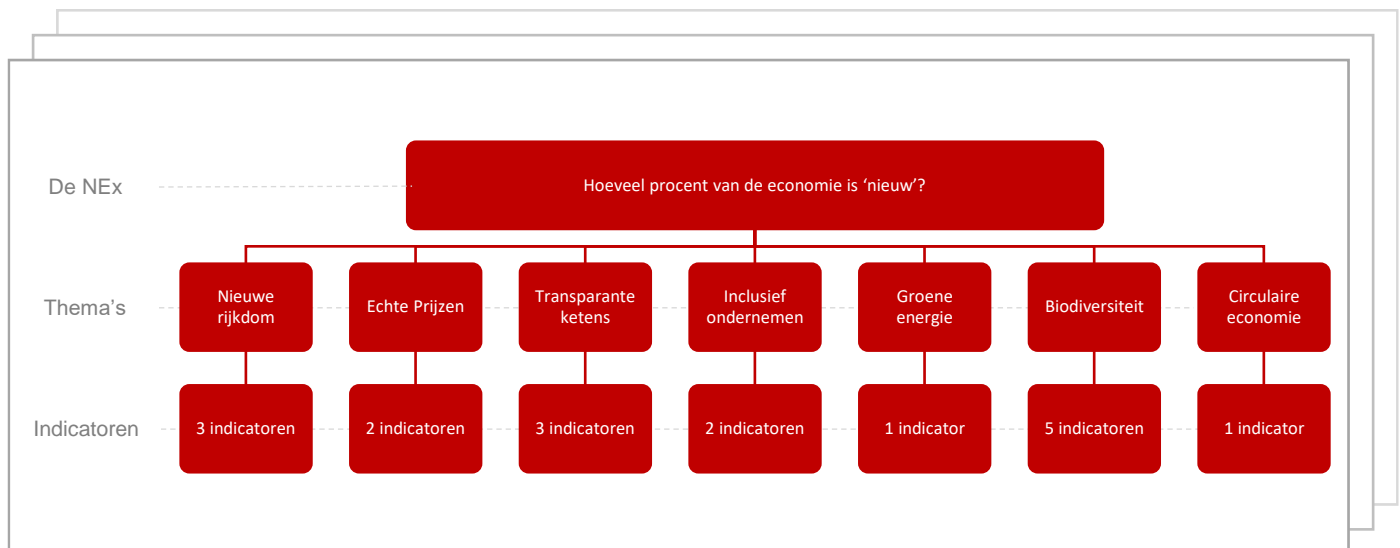 De NEx
Hoeveel procent van de economie is ‘nieuw’?
Thema’s
Nieuwe
rijkdom
Echte Prijzen
Transparante
ketens
Inclusief
ondernemen
Groene
energie
Biodiversiteit
Circulaire
economie
Indicatoren
3 indicatoren
2 indicatoren
3 indicatoren
2 indicatoren
1 indicator
5 indicatoren
1 indicator